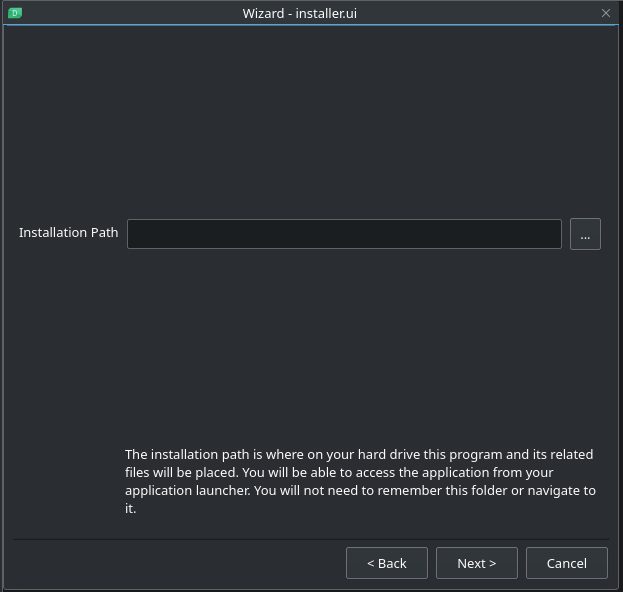 Wizard - installer.ui
Installation Path
...
The installation path is where on your hard drive this program and its related
files will be placed. You will be able to access the application from your
application launcher. You will not need to remember this folder or navigate to
it.
< Back
Next >
Cancel